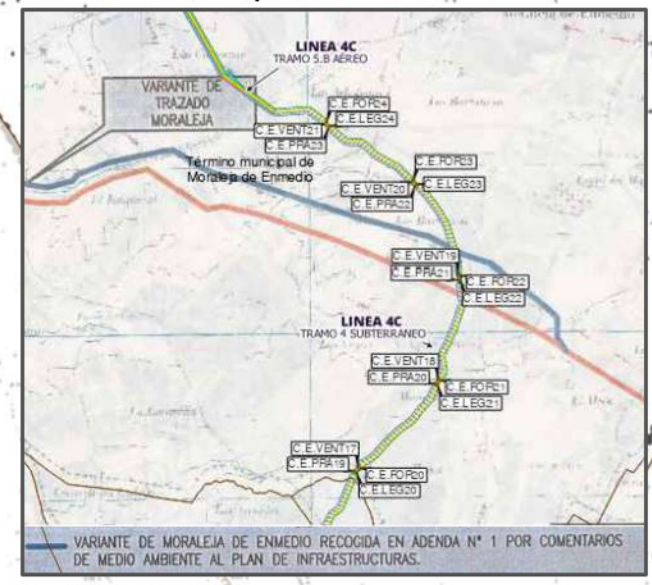 LINEA 4C
TRAMO 5.B AÉREO
VARIANTE DE
TRAZADO
MORALEJA
C.E.FOR24
C.E.LEG24
C.E.VENT21
C.E.PRA23
Término municipal de
Moraleja de Enmedio
C.E.FOR23
C.E.LEG23
C.E.VENT20
C.E.PRA22
C.E.VENT19
C.E.PRA21
C.E.FOR22
C.E.LEG22
LINEA 4C
TRAMO 4 SUBTERRANEO
C.E.VENT18
C.E.PRA20
C.E.FOR21
C.E.LEG21
C.E.VENT17
C.E.PRA19
C.E.FOR20
C.E.LEG20
VARIANTE DE MORALEJA DE ENMEDIO RECOGIDA EN ADENDA Nº 1 POR COMENTARIOS
DE MEDIO AMBIENTE AL PLAN DE INFRAESTRUCTURAS.